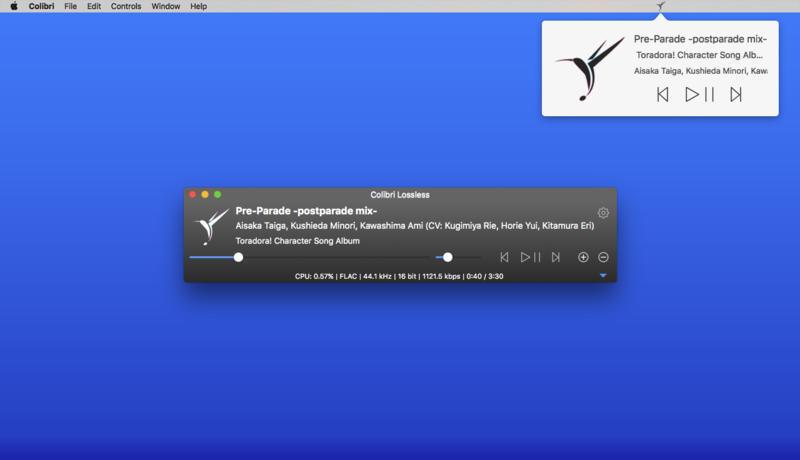 Colibri File Edit Controls Window Help
Pre-Parade -postparade mix-
Toradora! Character Song Alb...
Aisaka Taiga, Kushieda Minori, Kawa
Colibri Lossless
Pre-Parade -postparade mix-
Aisaka Taiga, Kushieda Minori, Kawashima Ami (CV: Kugimiya Rie, Horie Yui, Kitamura Eri)
Toradora! Character Song Album
CPU: 0.57% | FLAC | 44.1 kHz | 16 bit | 1121.5 kbps | 0:40 / 3:30